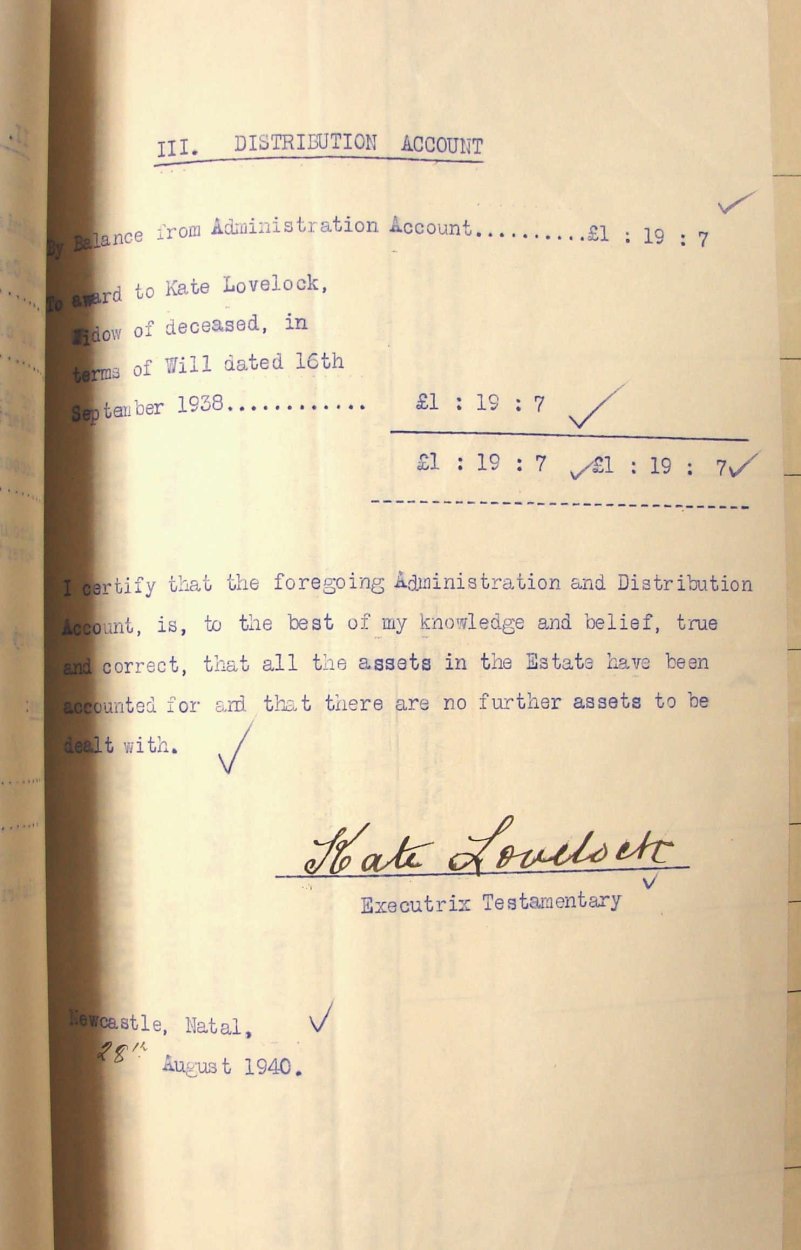 III. DISTRIBUTION ACCOUNT
By Balance from Administration Account..........£1 : 19 : 7
To award to Kate Lovelock,
Widow of deceased, in
terms of Will dated 16th
September 1938............ £1 : 19 : 7
£1 : 19 : 7 £1 : 19 : 7
I certify that the foregoing Administration and Distribution
Account, is, to the best of my knowledge and belief, true
and correct, that all the assets in the Estate have been
accounted for and that there are no further assets to be
dealt with.
Kate Lovelock
Executrix Testamentary
Newcastle, Natal,
28th August 1940.